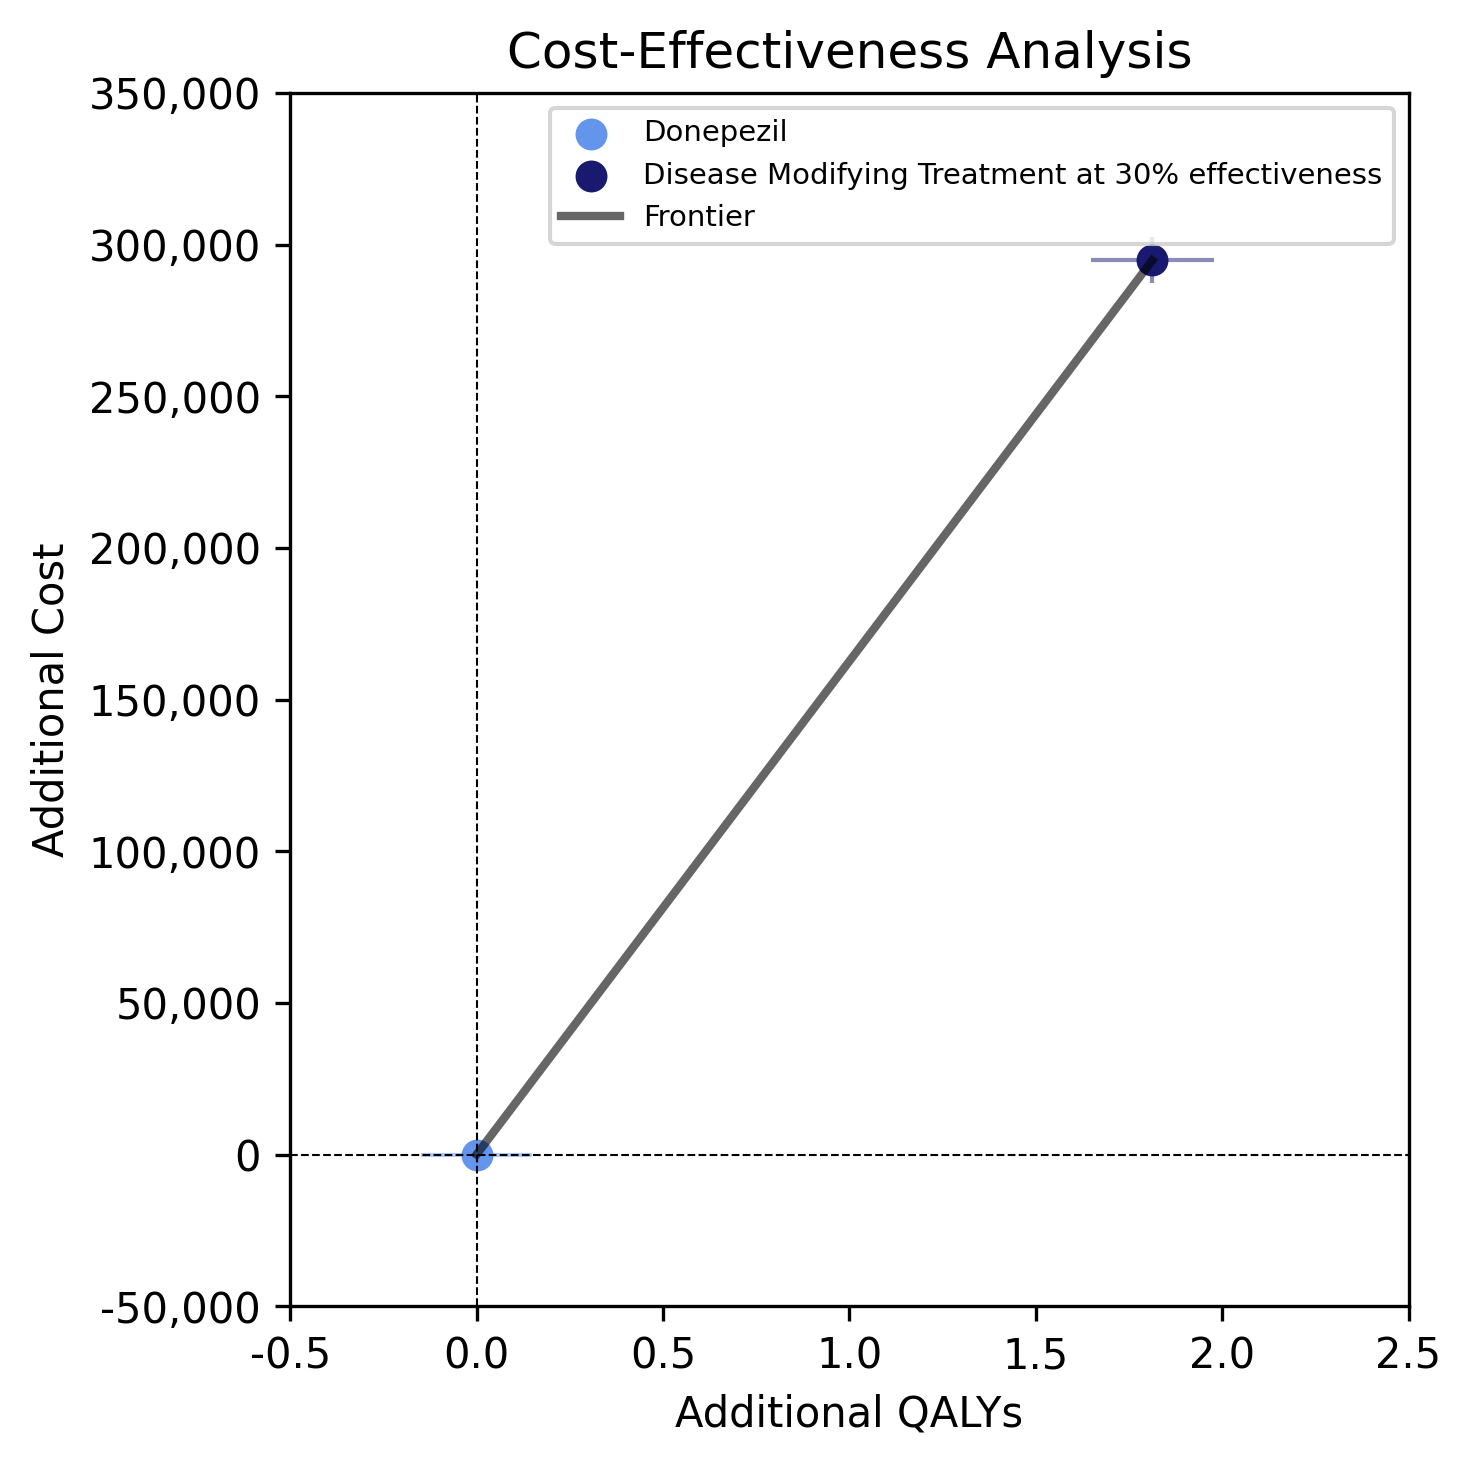 Cost-Effectiveness Analysis
350,000
300,000
250,000
200,000
150,000
100,000
50,000
0
-50,000
Additional Cost
Donepezil
Disease Modifying Treatment at 30% effectiveness
Frontier
-0.5 0.0 0.5 1.0 1.5 2.0 2.5
Additional QALYs